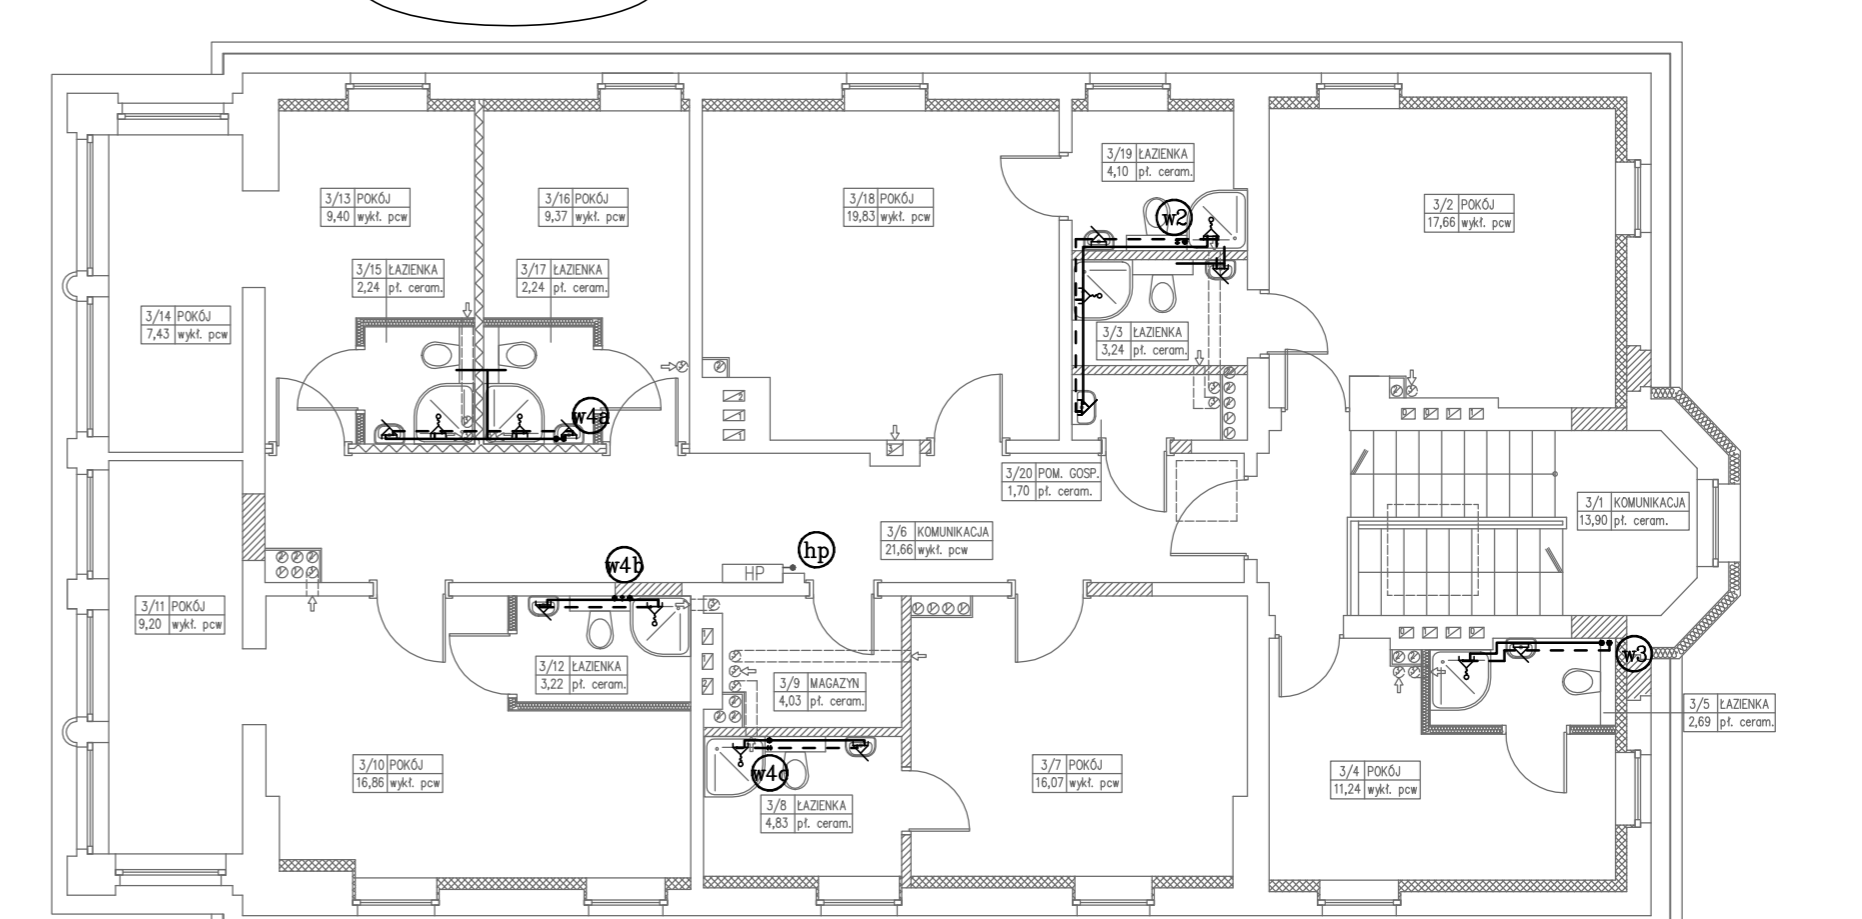 3/19 ŁAZIENKA
4,10 pł. ceram.
3/13 POKÓJ
9,40 wykł. pcw
3/16 POKÓJ
9,37 wykł. pcw
3/18 POKÓJ
19,83 wykł. pcw
w2
3/2 POKÓJ
17,66 wykł. pcw
3/15 ŁAZIENKA
2,24 pł. ceram.
3/17 ŁAZIENKA
2,24 pł. ceram.
3/14 POKÓJ
7,43 wykł. pcw
3/3 ŁAZIENKA
3,24 pł. ceram.
w4a
3/20 POM. GOSP.
1,70 pł. ceram.
3/1 KOMUNIKACJA
13,90 pł. ceram.
3/6 KOMUNIKACJA
21,66 wykł. pcw
hp
w4b
HP
3/11 POKÓJ
9,20 wykł. pcw
3/12 ŁAZIENKA
3,22 pł. ceram.
w3
3/9 MAGAZYN
4,03 pł. ceram.
3/5 ŁAZIENKA
2,69 pł. ceram.
3/10 POKÓJ
16,86 wykł. pcw
w4c
3/7 POKÓJ
16,07 wykł. pcw
3/4 POKÓJ
11,24 wykł. pcw
3/8 ŁAZIENKA
4,83 pł. ceram.